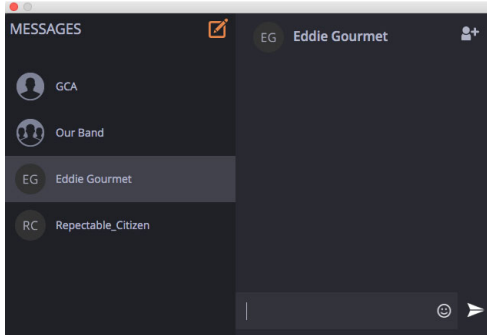 MESSAGES
GCA
Our Band
EG Eddie Gourmet
RC Repectable_Citizen
EG Eddie Gourmet